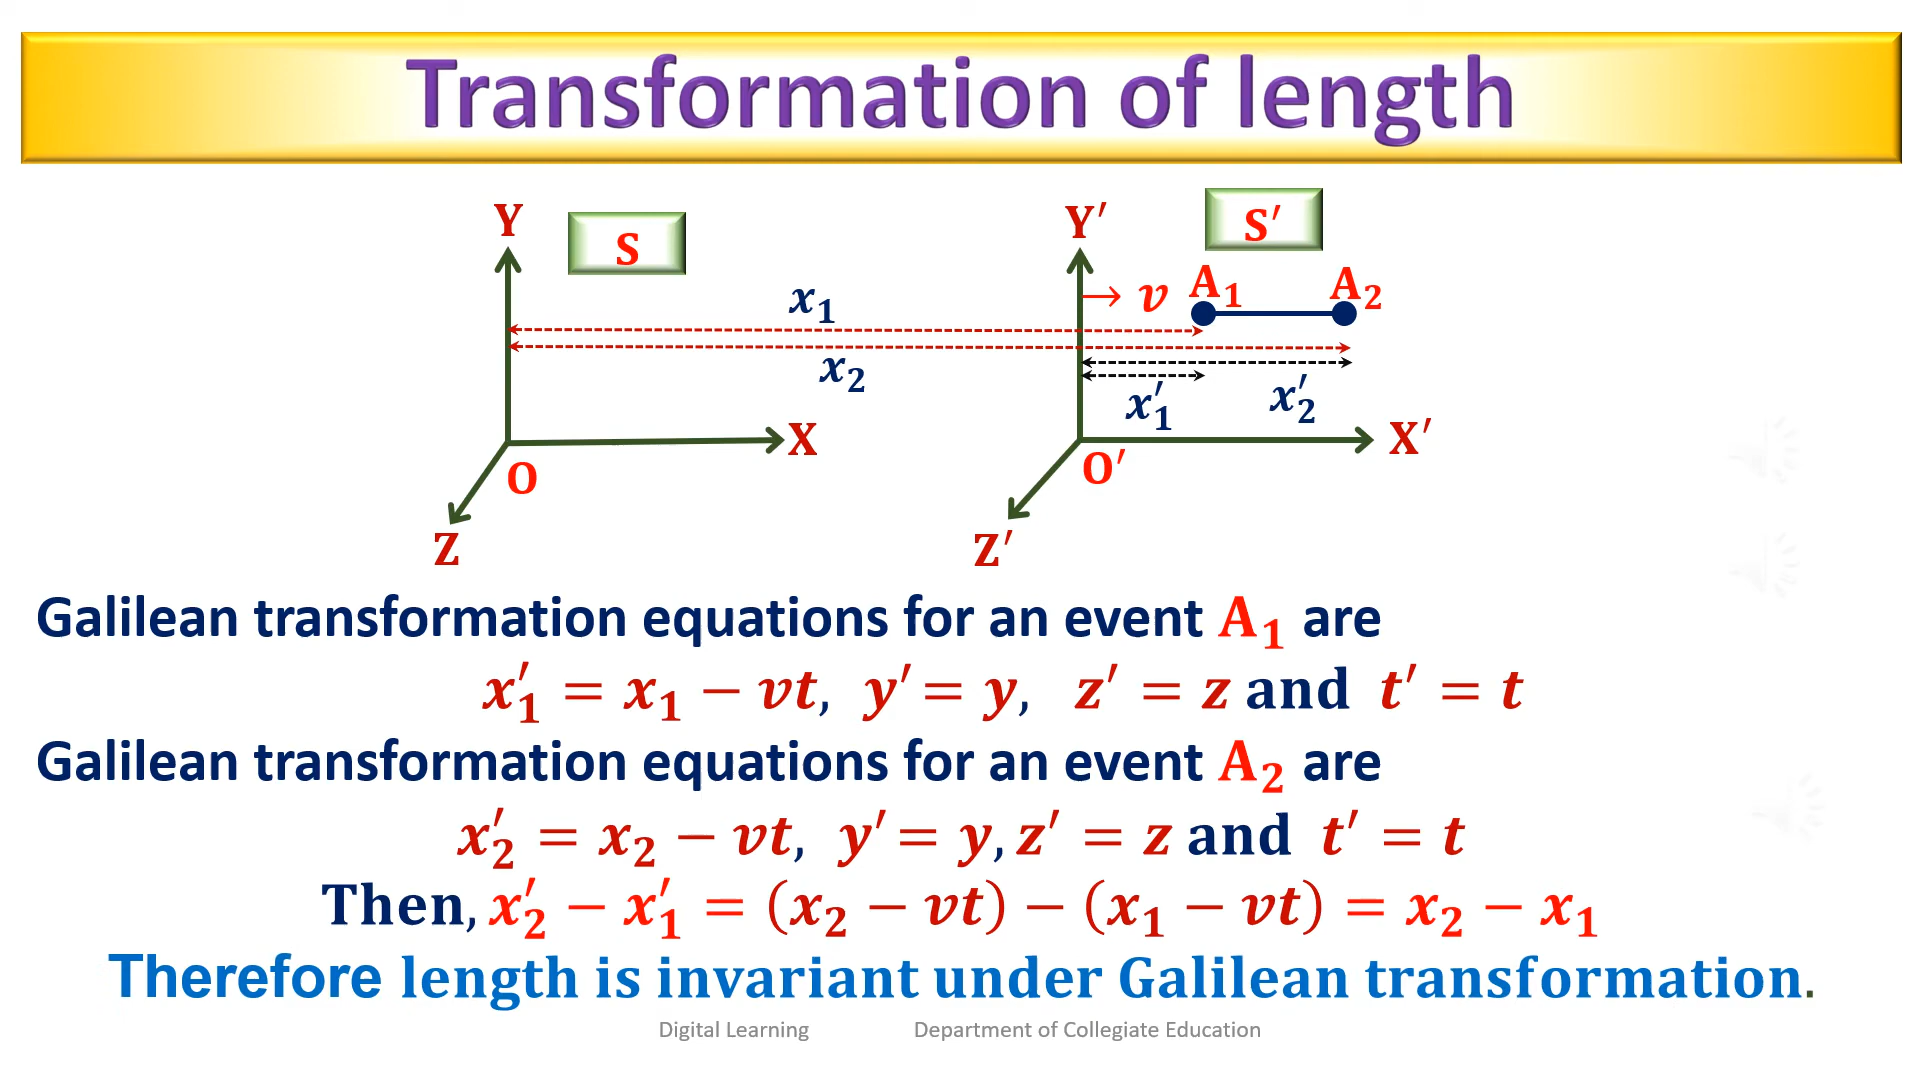 Transformation of length
Y
S
Y′
S′
x₁
v
A₁
A₂
x₂
x′₁
x′₂
X
X′
O
O′
Z
Z′
Galilean transformation equations for an event A₁ are
x′₁ = x₁ − vt, y′ = y, z′ = z and t′ = t
Galilean transformation equations for an event A₂ are
x′₂ = x₂ − vt, y′ = y, z′ = z and t′ = t
Then, x′₂ − x′₁ = (x₂ − vt) − (x₁ − vt) = x₂ − x₁
Therefore length is invariant under Galilean transformation.
Digital Learning Department of Collegiate Education